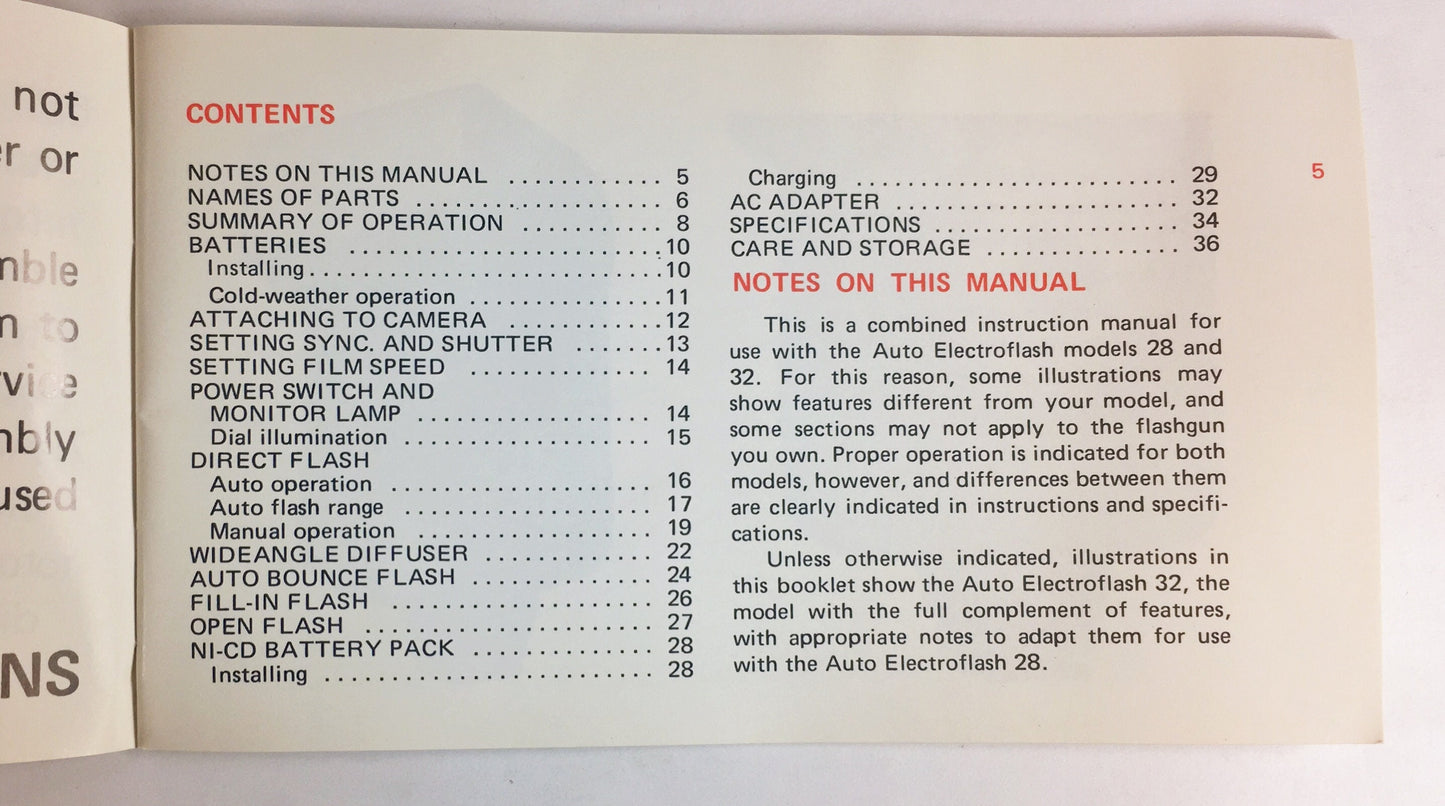 not
or
to
used
NS
CONTENTS
NOTES ON THIS MANUAL ............ 5
NAMES OF PARTS ................... 6
SUMMARY OF OPERATION ........... 8
BATTERIES ........................ 10
Installing ........................... 10
Cold-weather operation ............... 11
ATTACHING TO CAMERA ............ 12
SETTING SYNC. AND SHUTTER ....... 13
SETTING FILM SPEED .............. 14
POWER SWITCH AND
MONITOR LAMP .................. 14
Dial illumination ................... 15
DIRECT FLASH
Auto operation .................... 16
Auto flash range ................... 17
Manual operation .................. 19
WIDEANGLE DIFFUSER ............. 22
AUTO BOUNCE FLASH .............. 24
FILL-IN FLASH .................... 26
OPEN FLASH ...................... 27
NI-CD BATTERY PACK .............. 28
Installing .......................... 28
Charging ......................... 29
AC ADAPTER ...................... 32
SPECIFICATIONS ................... 34
CARE AND STORAGE ............... 36
NOTES ON THIS MANUAL
This is a combined instruction manual for
use with the Auto Electroflash models 28 and
32. For this reason, some illustrations may
show features different from your model, and
some sections may not apply to the flashgun
you own. Proper operation is indicated for both
models, however, and differences between them
are clearly indicated in instructions and specifi-
cations.
Unless otherwise indicated, illustrations in
this booklet show the Auto Electroflash 32, the
model with the full complement of features,
with appropriate notes to adapt them for use
with the Auto Electroflash 28.
5